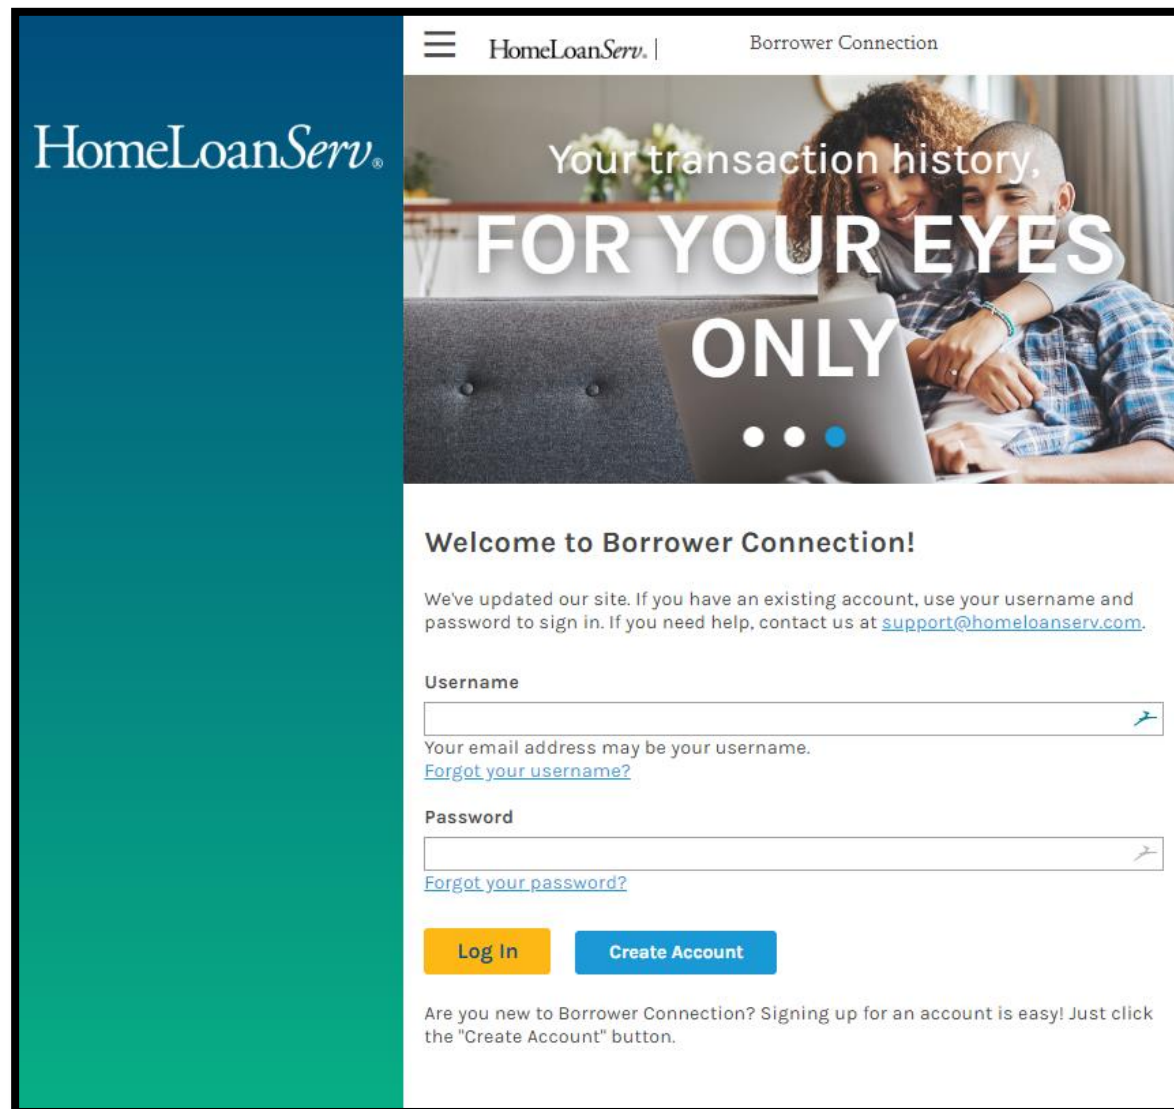 HomeLoanServ®
HomeLoanServ. |
Borrower Connection
Your transaction history,
FOR YOUR EYES
ONLY
Welcome to Borrower Connection!
We've updated our site. If you have an existing account, use your username and
password to sign in. If you need help, contact us at support@homeloanserv.com.
Username
Your email address may be your username.
Forgot your username?
Password
Forgot your password?
Log In
Create Account
Are you new to Borrower Connection? Signing up for an account is easy! Just click
the "Create Account" button.